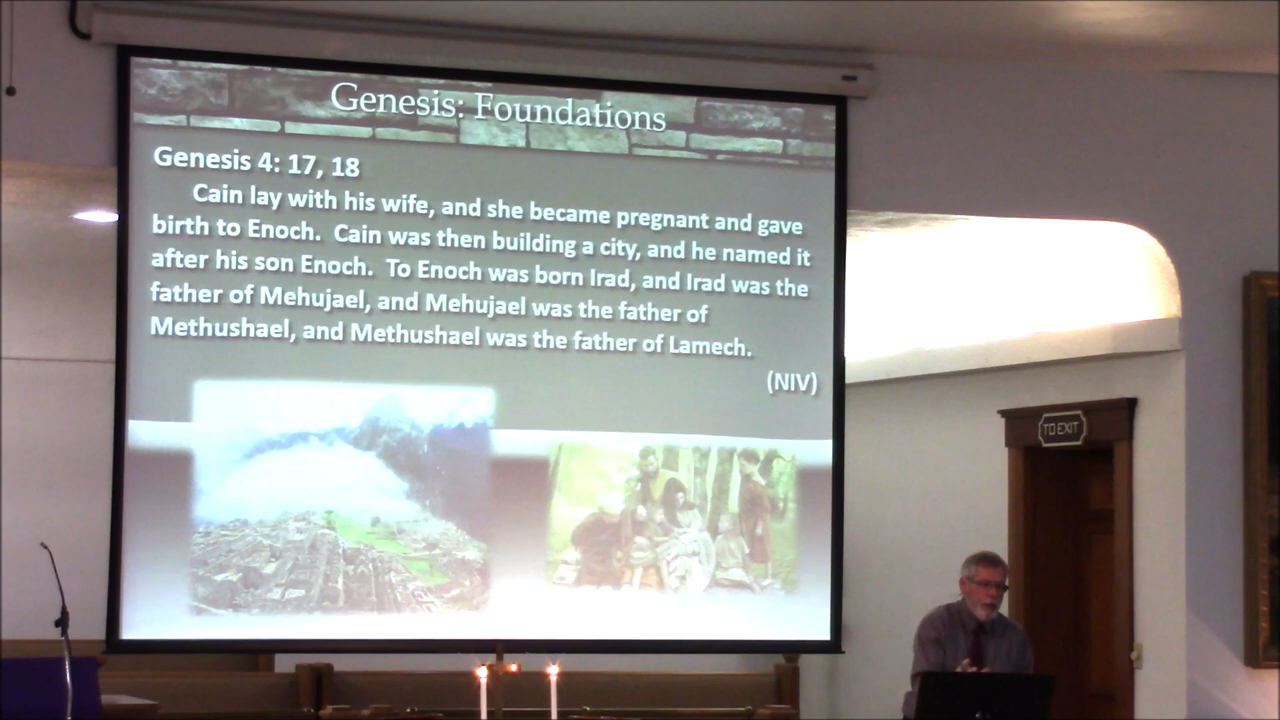 Genesis: Foundations
Genesis 4: 17, 18
Cain lay with his wife, and she became pregnant and gave
birth to Enoch. Cain was then building a city, and he named it
after his son Enoch. To Enoch was born Irad, and Irad was the
father of Mehujael, and Mehujael was the father of
Methushael, and Methushael was the father of Lamech.
(NIV)
TO EXIT